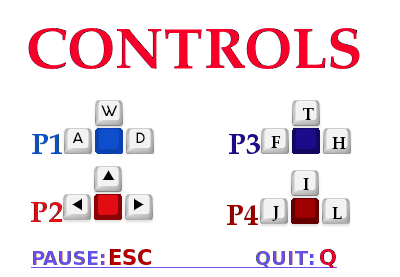 CONTROLS
W
P1 A D
T
P3 F H
▲
P2 ◄ ►
I
P4 J L
PAUSE: ESC
QUIT: Q